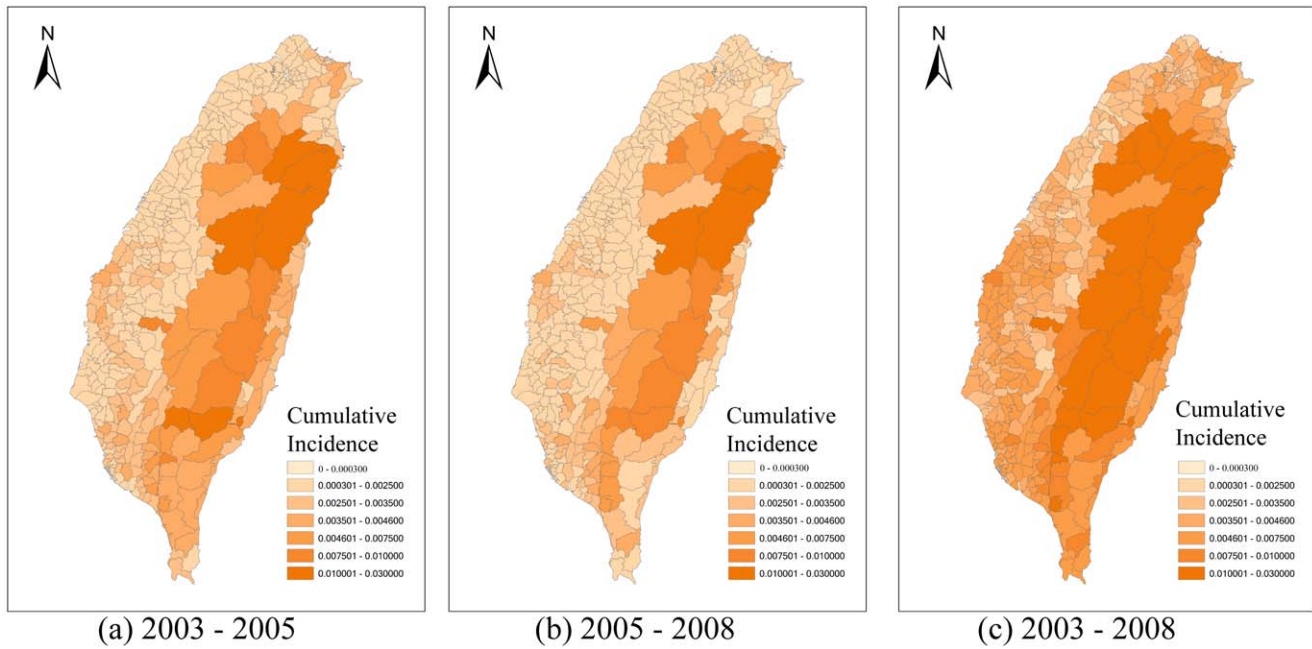 N
Cumulative
Incidence
0 - 0.000300
0.000301 - 0.002500
0.002501 - 0.003500
0.003501 - 0.004600
0.004601 - 0.007500
0.007501 - 0.010000
0.010001 - 0.030000
(a) 2003 - 2005
N
Cumulative
Incidence
0 - 0.000300
0.000301 - 0.002500
0.002501 - 0.003500
0.003501 - 0.004600
0.004601 - 0.007500
0.007501 - 0.010000
0.010001 - 0.030000
(b) 2005 - 2008
N
Cumulative
Incidence
0 - 0.000300
0.000301 - 0.002500
0.002501 - 0.003500
0.003501 - 0.004600
0.004601 - 0.007500
0.007501 - 0.010000
0.010001 - 0.030000
(c) 2003 - 2008